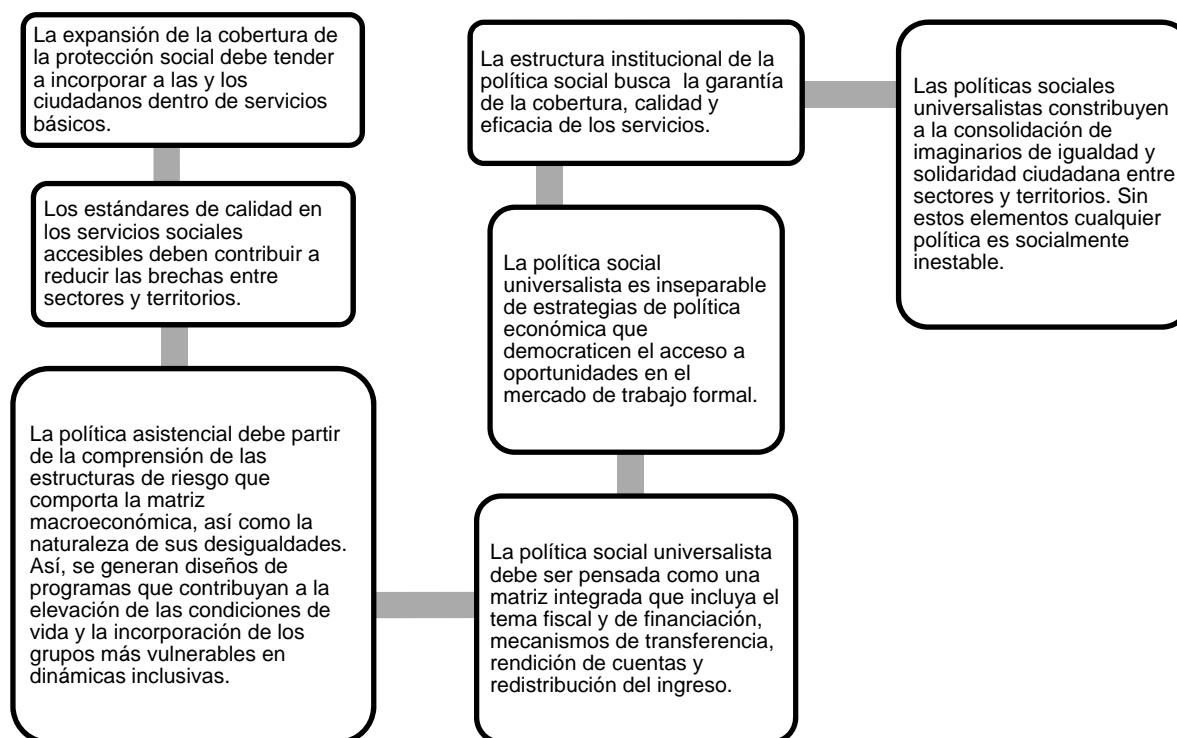 La expansión de la cobertura de
la protección social debe tender
a incorporar a las y los
ciudadanos dentro de servicios
básicos.
Los estándares de calidad en
los servicios sociales
accesibles deben contribuir a
reducir las brechas entre
sectores y territorios.
La política asistencial debe partir
de la comprensión de las
estructuras de riesgo que
comporta la matriz
macroeconómica, así como la
naturaleza de sus desigualdades.
Así, se generan diseños de
programas que contribuyan a la
elevación de las condiciones de
vida y la incorporación de los
grupos más vulnerables en
dinámicas inclusivas.
La política social universalista
debe ser pensada como una
matriz integrada que incluya el
tema fiscal y de financiación,
mecanismos de transferencia,
rendición de cuentas y
redistribución del ingreso.
La política social
universalista es inseparable
de estrategias de política
económica que
democraticen el acceso a
oportunidades en el
mercado de trabajo formal.
La estructura institucional de la
política social busca  la garantía
de la cobertura, calidad y
eficacia de los servicios.
Las políticas sociales
universalistas constribuyen
a la consolidación de
imaginarios de igualdad y
solidaridad ciudadana entre
sectores y territorios. Sin
estos elementos cualquier
política es socialmente
inestable.